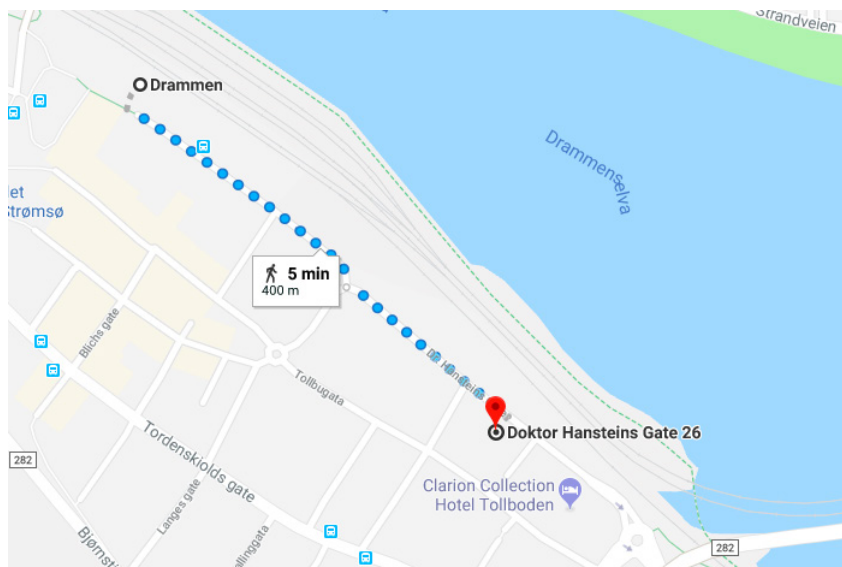 Strandveien
Drammen
Drammenselva
let
Strømsø
5 min
400 m
Blichs gate
Tollbugata
Doktor Hansteins Gate 26
Tordenskiolds gate
282
Clarion Collection
Hotel Tollboden
Langes gate
282